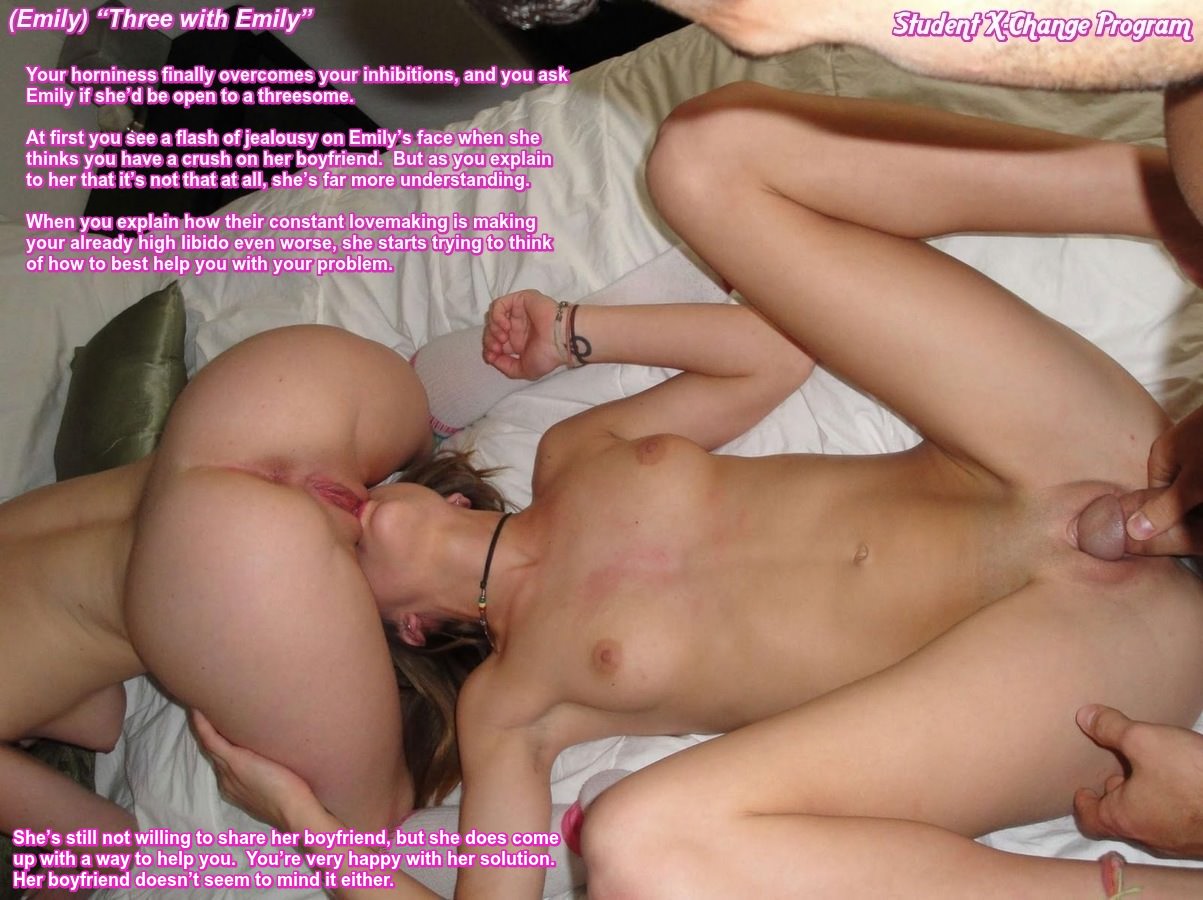 (Emily) “Three with Emily”
Student X-Change Program
Your horniness finally overcomes your inhibitions, and you ask
Emily if she’d be open to a threesome.
At first you see a flash of jealousy on Emily’s face when she
thinks you have a crush on her boyfriend.  But as you explain
to her that it’s not that at all, she’s far more understanding.
When you explain how their constant lovemaking is making
your already high libido even worse, she starts trying to think
of how to best help you with your problem.
She’s still not willing to share her boyfriend, but she does come
up with a way to help you.  You’re very happy with her solution.
Her boyfriend doesn’t seem to mind it either.